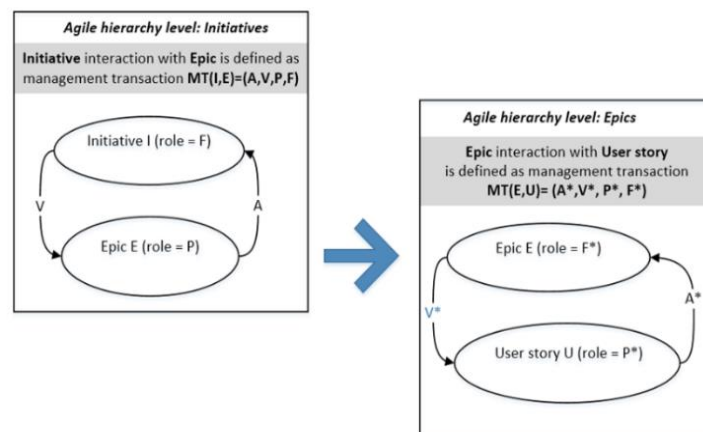 Agile hierarchy level: Initiatives
Initiative interaction with Epic is defined as
management transaction MT(I,E)=(A,V,P,F)
Initiative I (role = F)
V
A
Epic E (role = P)
Agile hierarchy level: Epics
Epic interaction with User story
is defined as management transaction
MT(E,U)= (A*,V*, P*, F*)
Epic E (role = F*)
V*
A*
User story U (role = P*)